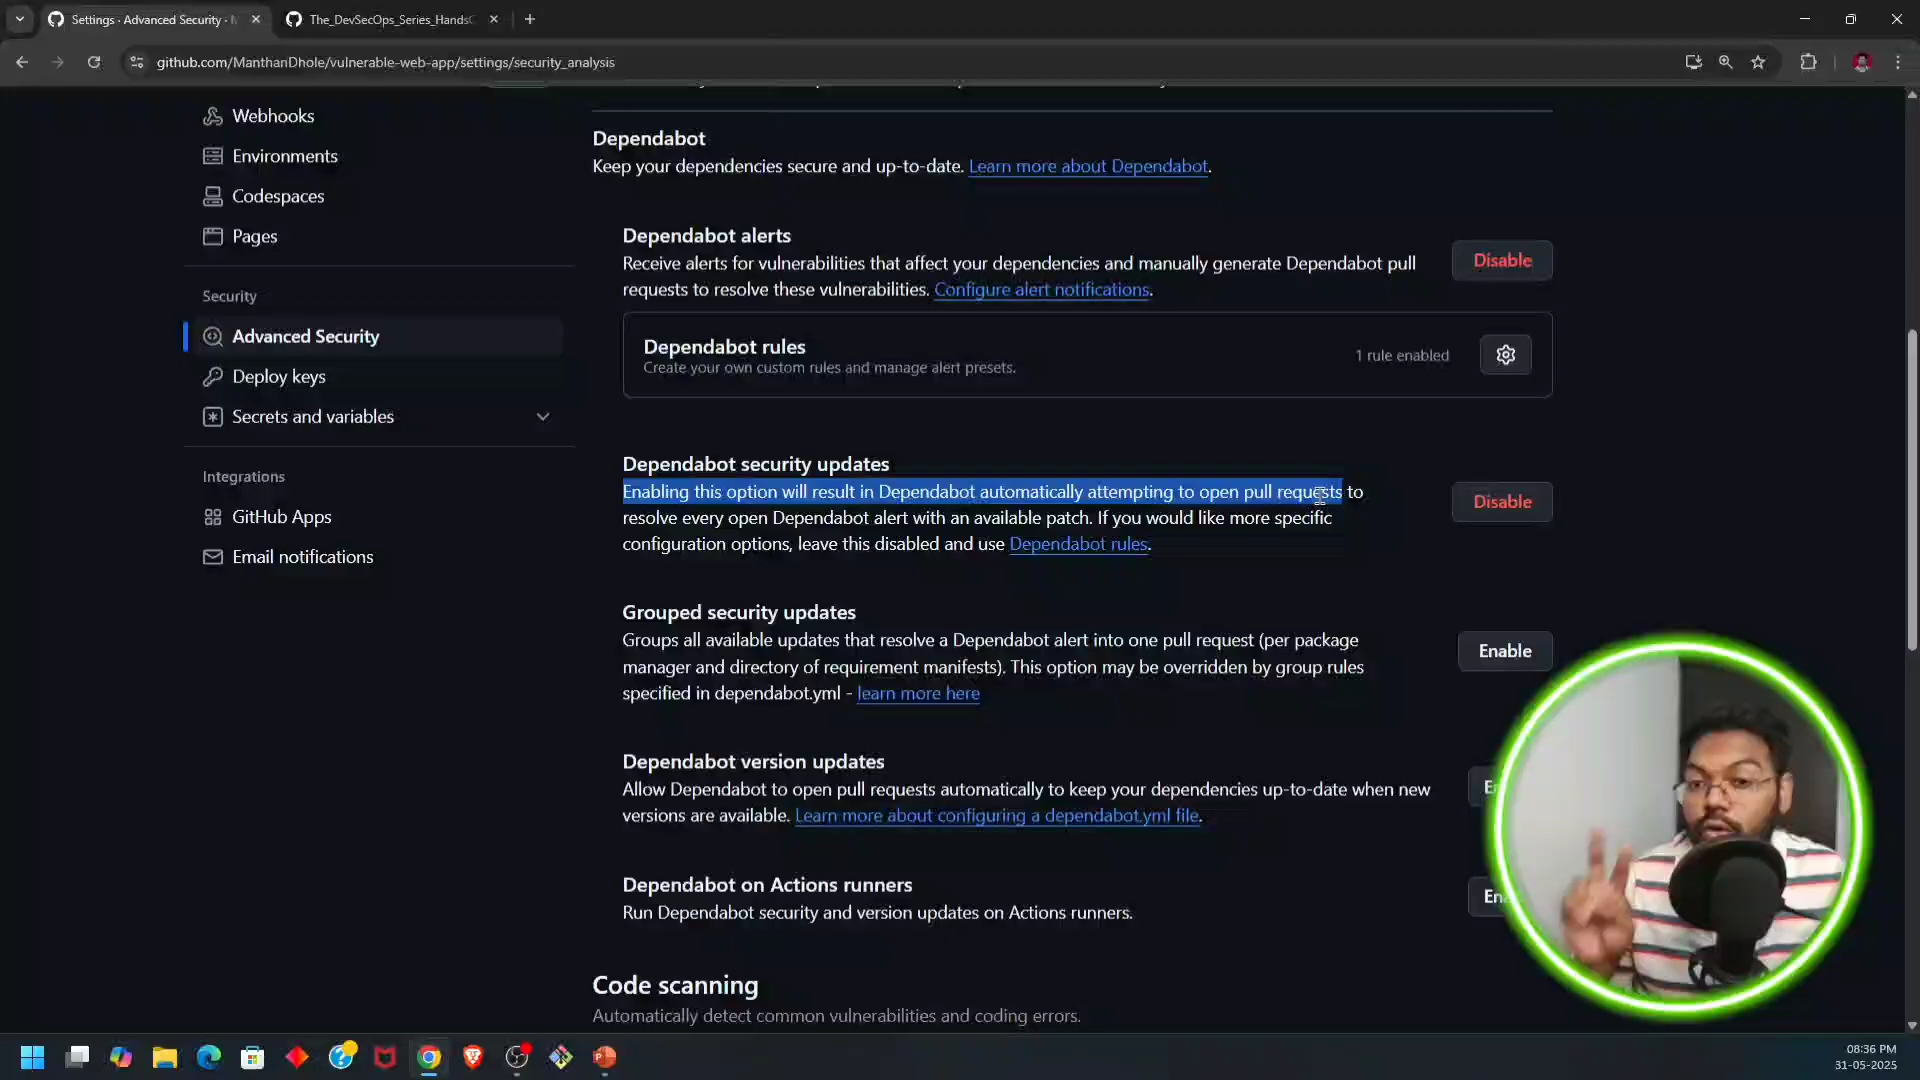 Settings · Advanced Security ·
The_DevSecOps_Series_Hands
github.com/ManthanDhole/vulnerable-web-app/settings/security_analysis
Webhooks
Environments
Codespaces
Pages
Security
Advanced Security
Deploy keys
Secrets and variables
Integrations
GitHub Apps
Email notifications
Dependabot
Keep your dependencies secure and up-to-date. Learn more about Dependabot.
Dependabot alerts
Receive alerts for vulnerabilities that affect your dependencies and manually generate Dependabot pull
requests to resolve these vulnerabilities. Configure alert notifications.
Disable
Dependabot rules
Create your own custom rules and manage alert presets.
1 rule enabled
Dependabot security updates
Enabling this option will result in Dependabot automatically attempting to open pull requests to
resolve every open Dependabot alert with an available patch. If you would like more specific
configuration options, leave this disabled and use Dependabot rules.
Disable
Grouped security updates
Groups all available updates that resolve a Dependabot alert into one pull request (per package
manager and directory of requirement manifests). This option may be overridden by group rules
specified in dependabot.yml - learn more here
Enable
Dependabot version updates
Allow Dependabot to open pull requests automatically to keep your dependencies up-to-date when new
versions are available. Learn more about configuring a dependabot.yml file.
Dependabot on Actions runners
Run Dependabot security and version updates on Actions runners.
Code scanning
Automatically detect common vulnerabilities and coding errors.
08:36 PM
31-05-2025